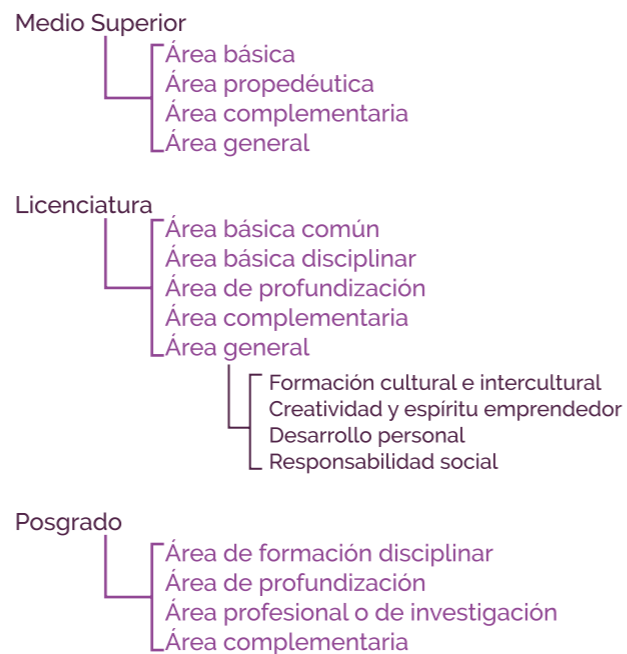 Medio Superior
Área básica
Área propedéutica
Área complementaria
Área general
Licenciatura
Área básica común
Área básica disciplinar
Área de profundización
Área complementaria
Área general
Formación cultural e intercultural
Creatividad y espíritu emprendedor
Desarrollo personal
Responsabilidad social
Posgrado
Área de formación disciplinar
Área de profundización
Área profesional o de investigación
Área complementaria